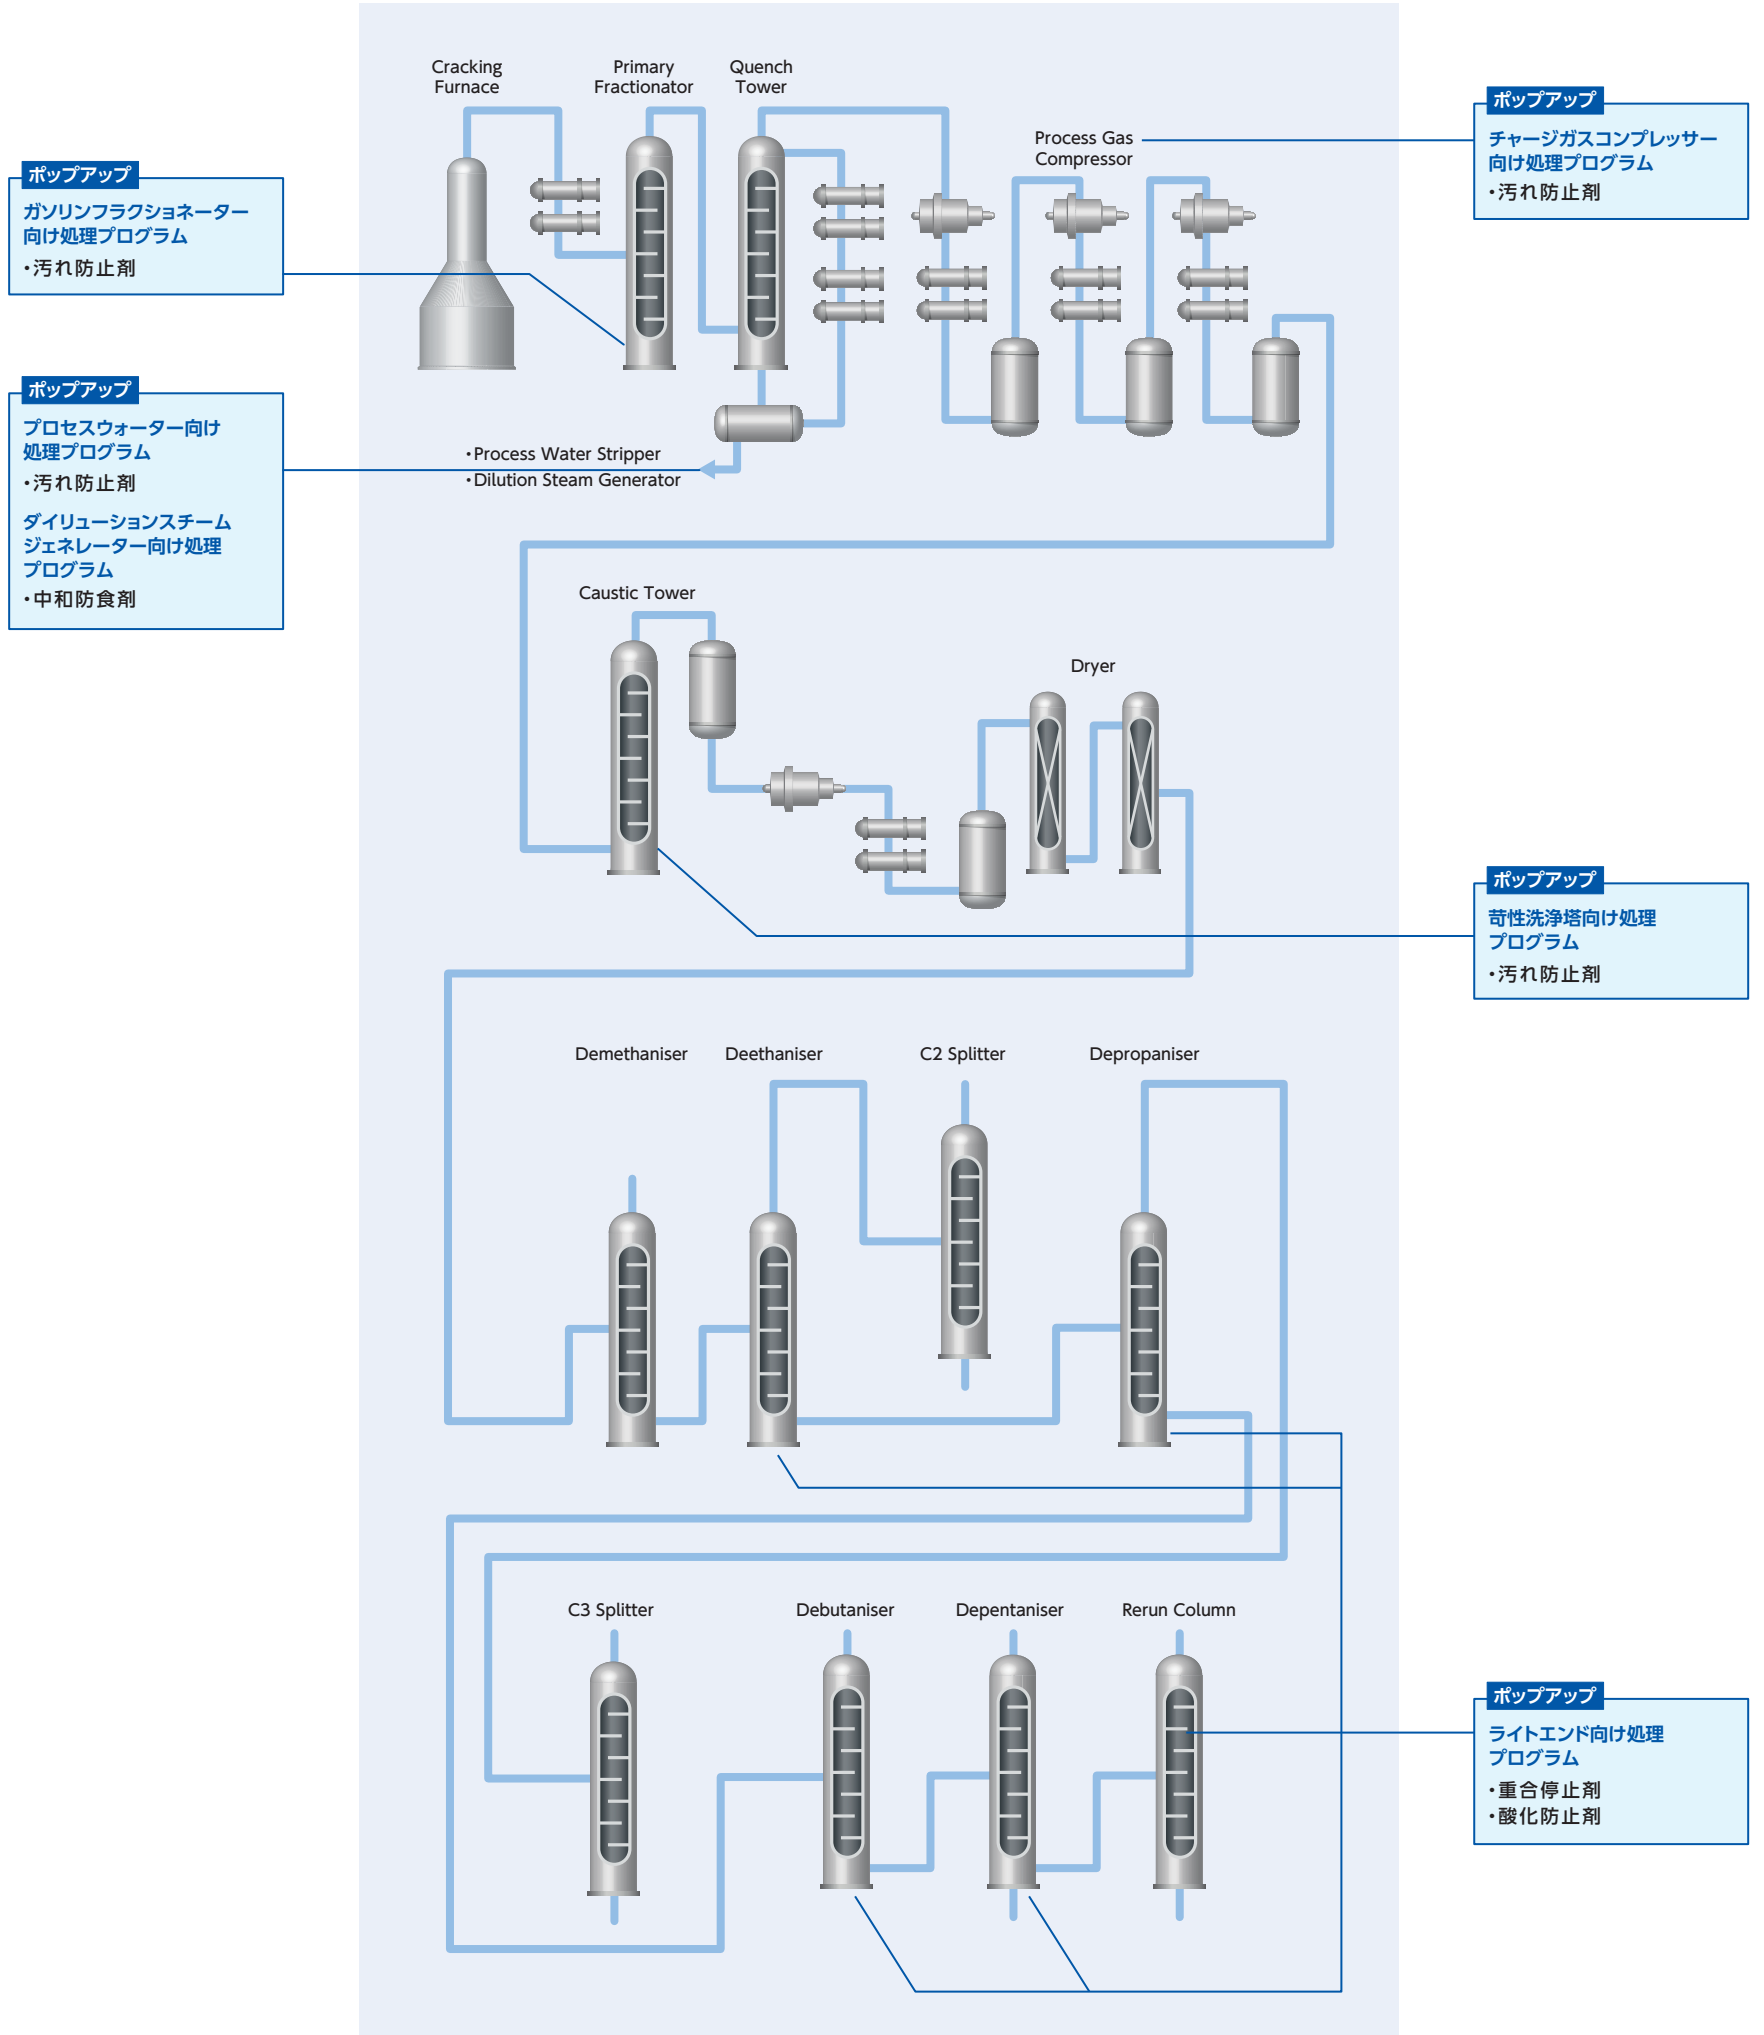 Cracking
Furnace
Primary
Fractionator
Quench
Tower
Process Gas
Compressor
ポップアップ
チャージガスコンプレッサー
向け処理プログラム
・汚れ防止剤
ポップアップ
ガソリンフラクショネーター
向け処理プログラム
・汚れ防止剤
ポップアップ
プロセスウォーター向け
処理プログラム
・汚れ防止剤
ダイリューションスチーム
ジェネレーター向け処理
プログラム
・中和防食剤
・Process Water Stripper
・Dilution Steam Generator
Caustic Tower
Dryer
ポップアップ
苛性洗浄塔向け処理
プログラム
・汚れ防止剤
Demethaniser
Deethaniser
C2 Splitter
Depropaniser
C3 Splitter
Debutaniser
Depentaniser
Rerun Column
ポップアップ
ライトエンド向け処理
プログラム
・重合停止剤
・酸化防止剤